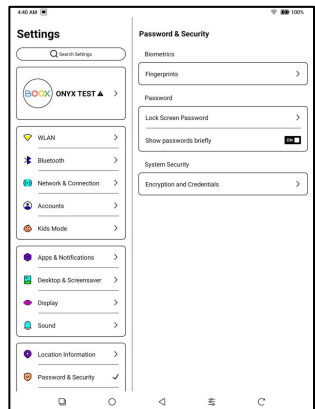 4:40 AM
100%
Settings
Search Settings
BOOX
ONYX TEST
WLAN
Bluetooth
Network & Connection
Accounts
Kids Mode
Apps & Notifications
Desktop & Screensaver
Display
Sound
Location Information
Password & Security
Password & Security
Biometrics
Fingerprints
Password
Lock Screen Password
Show passwords briefly
ON
System Security
Encryption and Credentials